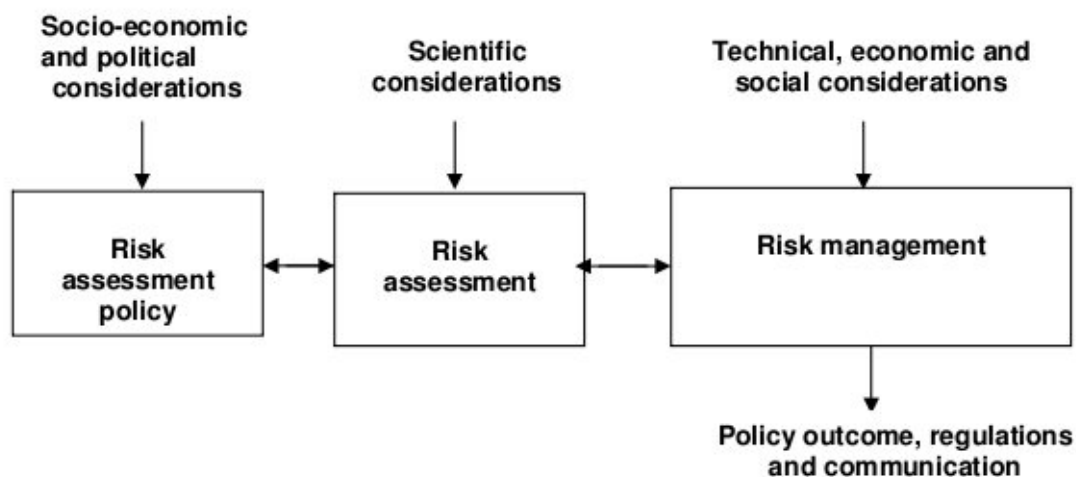 Socio-economic
and political
considerations
Scientific
considerations
Technical, economic and
social considerations
Risk
assessment
policy
Risk
assessment
Risk management
Policy outcome, regulations
and communication